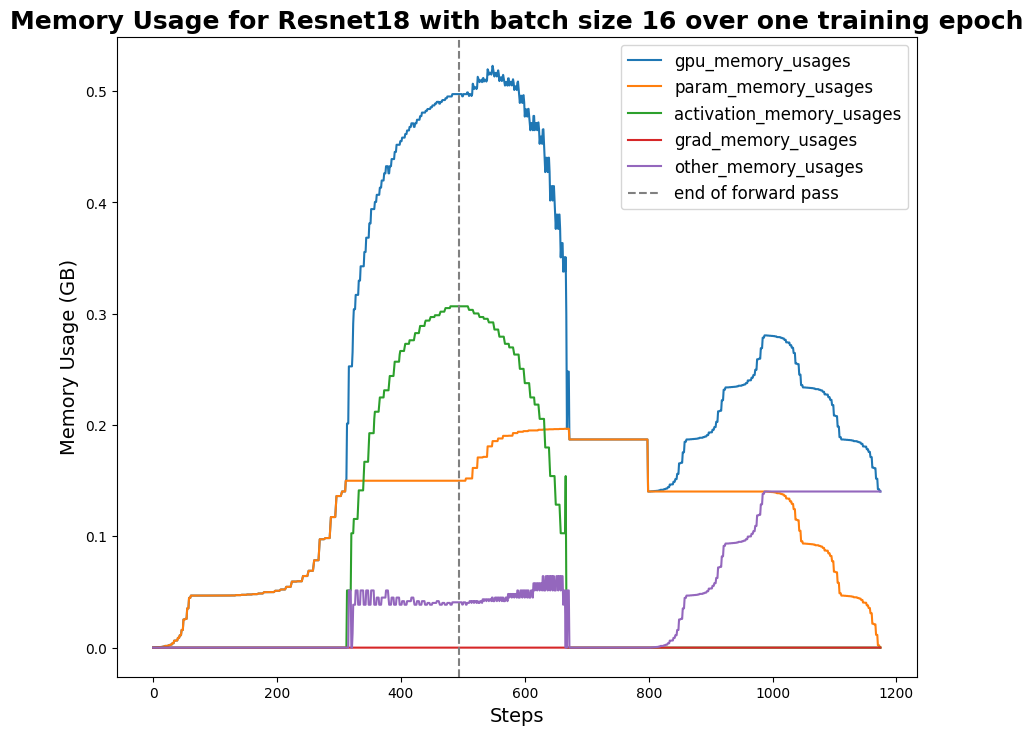 Memory Usage for Resnet18 with batch size 16 over one training epoch
gpu_memory_usages
param_memory_usages
activation_memory_usages
grad_memory_usages
other_memory_usages
end of forward pass
Memory Usage (GB)
0.5
0.4
0.3
0.2
0.1
0.0
0 200 400 600 800 1000 1200
Steps